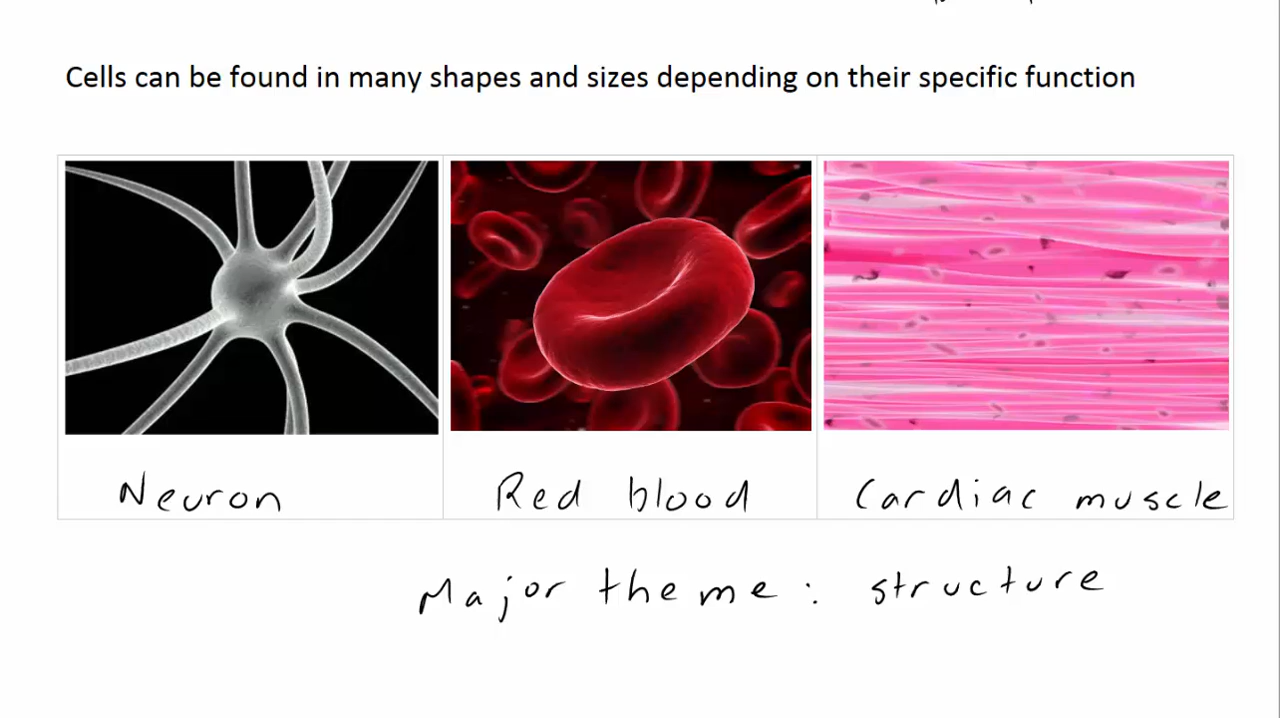 Cells can be found in many shapes and sizes depending on their specific function
Neuron
Red blood
Cardiac muscle
Major theme: structure